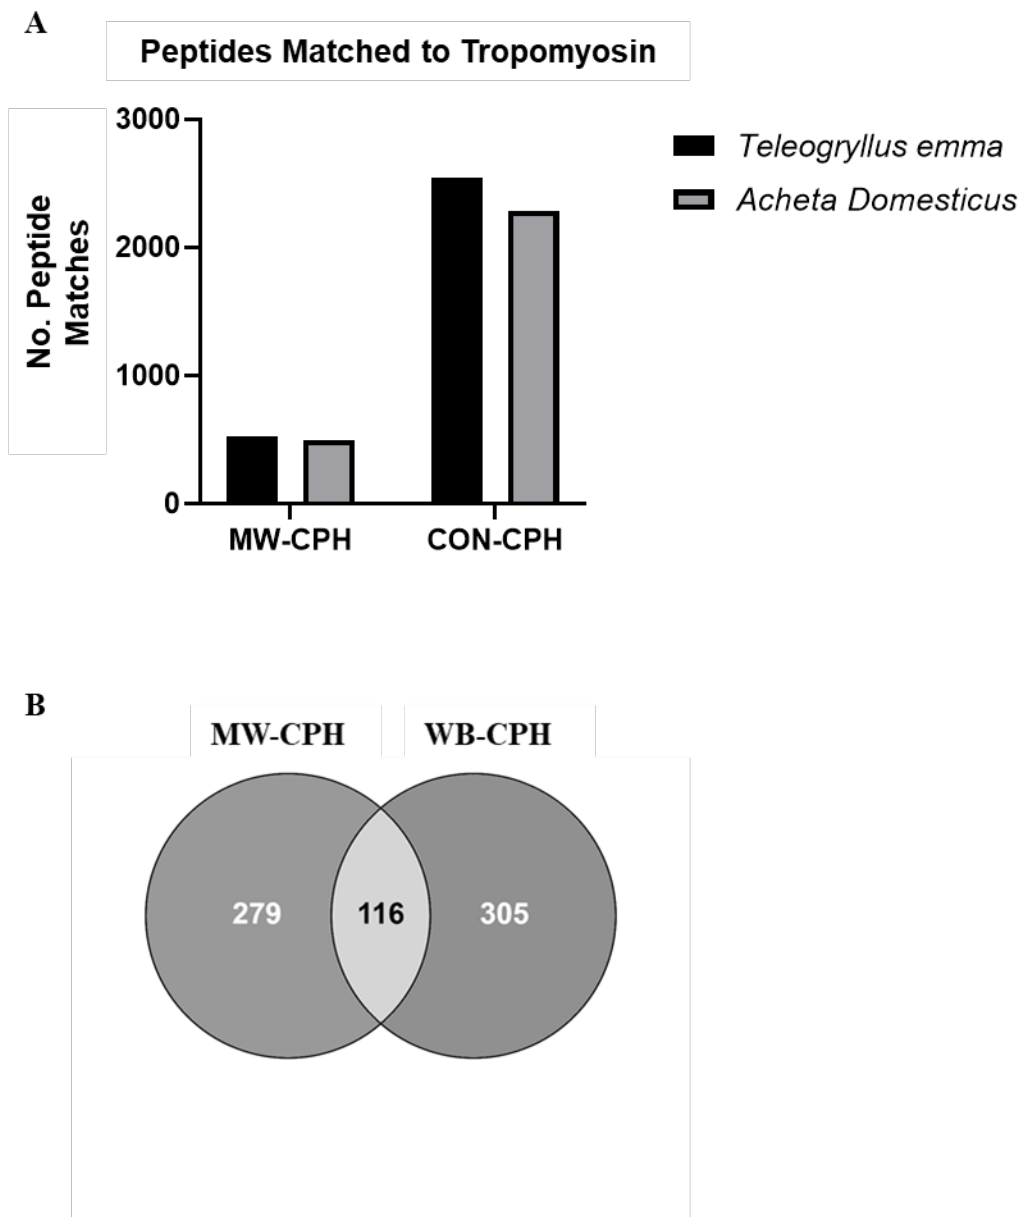 A
Peptides Matched to Tropomyosin
No. Peptide
Matches
3000
2000
1000
0
MW-CPH
CON-CPH
Teleogryllus emma
Acheta Domesticus
B
MW-CPH
WB-CPH
279
116
305